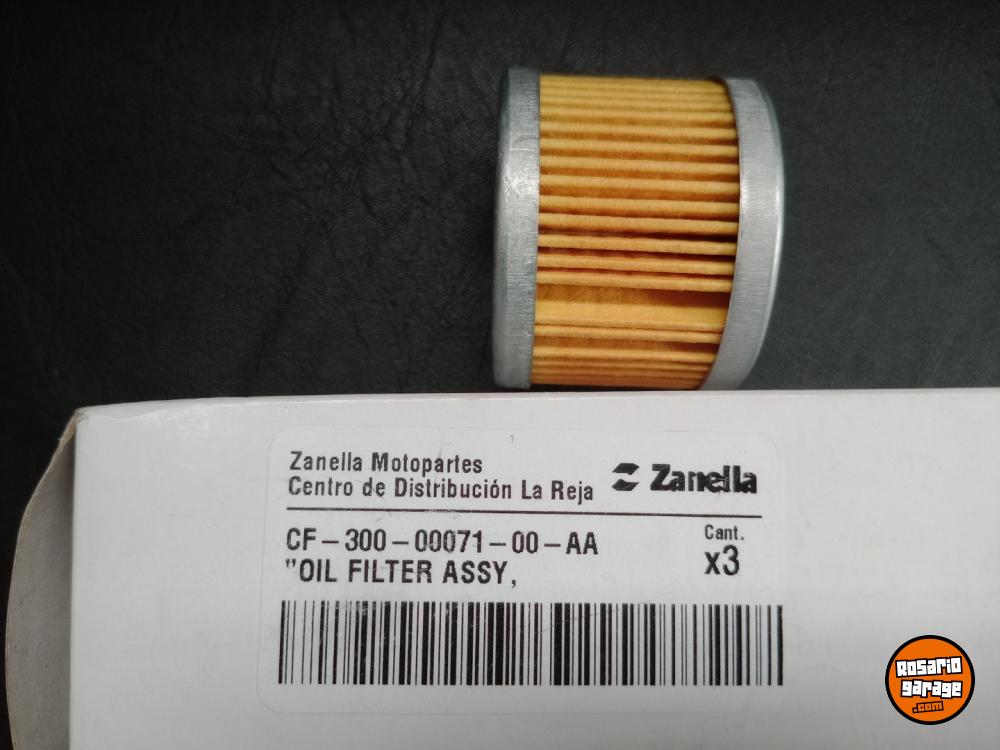 Zanella Motopartes
Centro de Distribución La Reja
Zanella
CF-300-00071-00-AA
"OIL FILTER ASSY,
Cant.
x3
Rosario
garage
.com